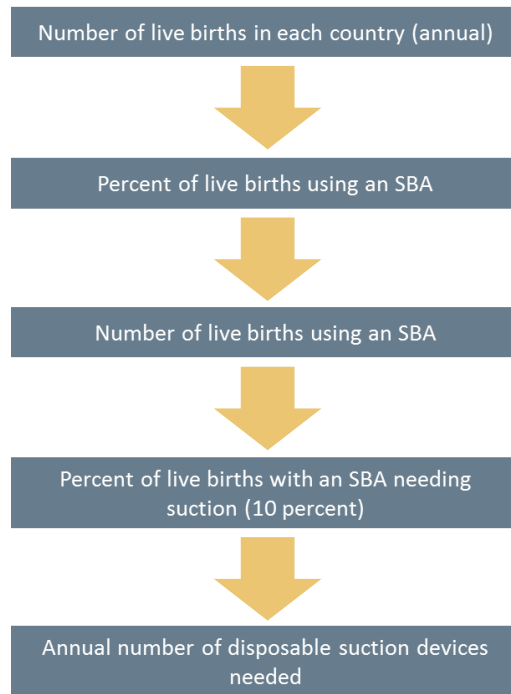 Number of live births in each country (annual)
Percent of live births using an SBA
Number of live births using an SBA
Percent of live births with an SBA needing
suction (10 percent)
Annual number of disposable suction devices
needed